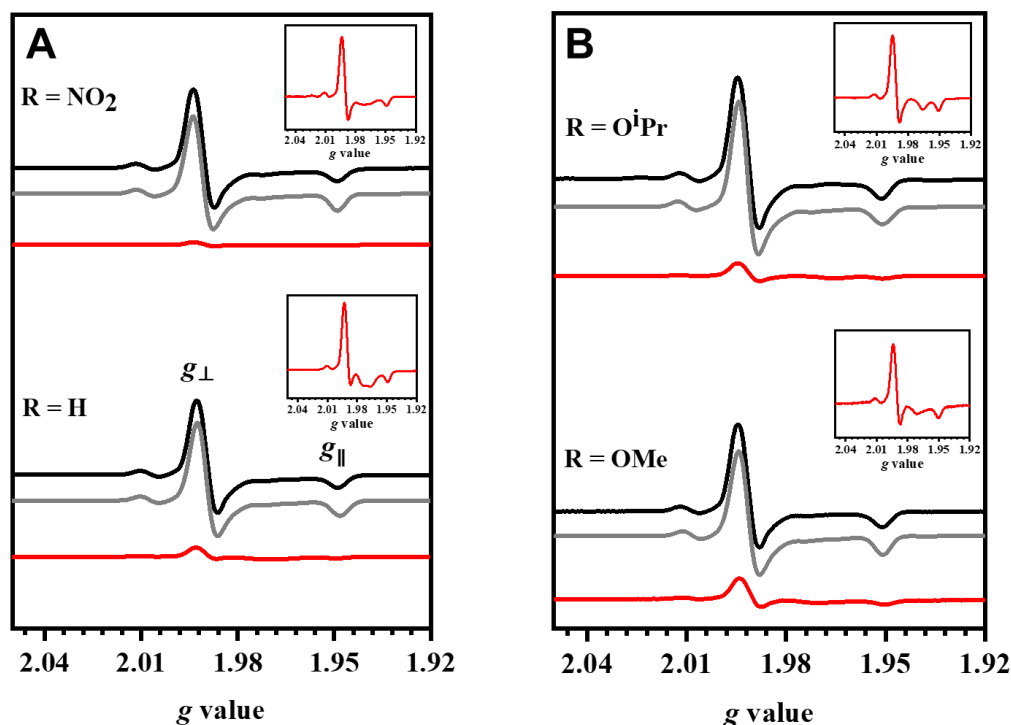 A
R = NO₂
2.04 2.01 1.98 1.95 1.92
g value
R = H
g⊥
g∥
2.04 2.01 1.98 1.95 1.92
g value
2.04 2.01 1.98 1.95 1.92
g value
B
R = OⁱPr
2.04 2.01 1.98 1.95 1.92
g value
R = OMe
2.04 2.01 1.98 1.95 1.92
g value
2.04 2.01 1.98 1.95 1.92
g value